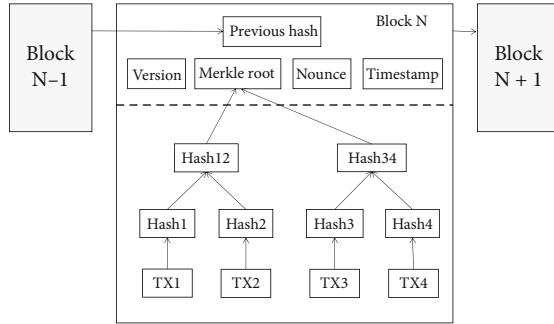 Block
N–1
Previous hash
Block N
Block
N + 1
Version
Merkle root
Nounce
Timestamp
Hash12
Hash34
Hash1
Hash2
Hash3
Hash4
TX1
TX2
TX3
TX4